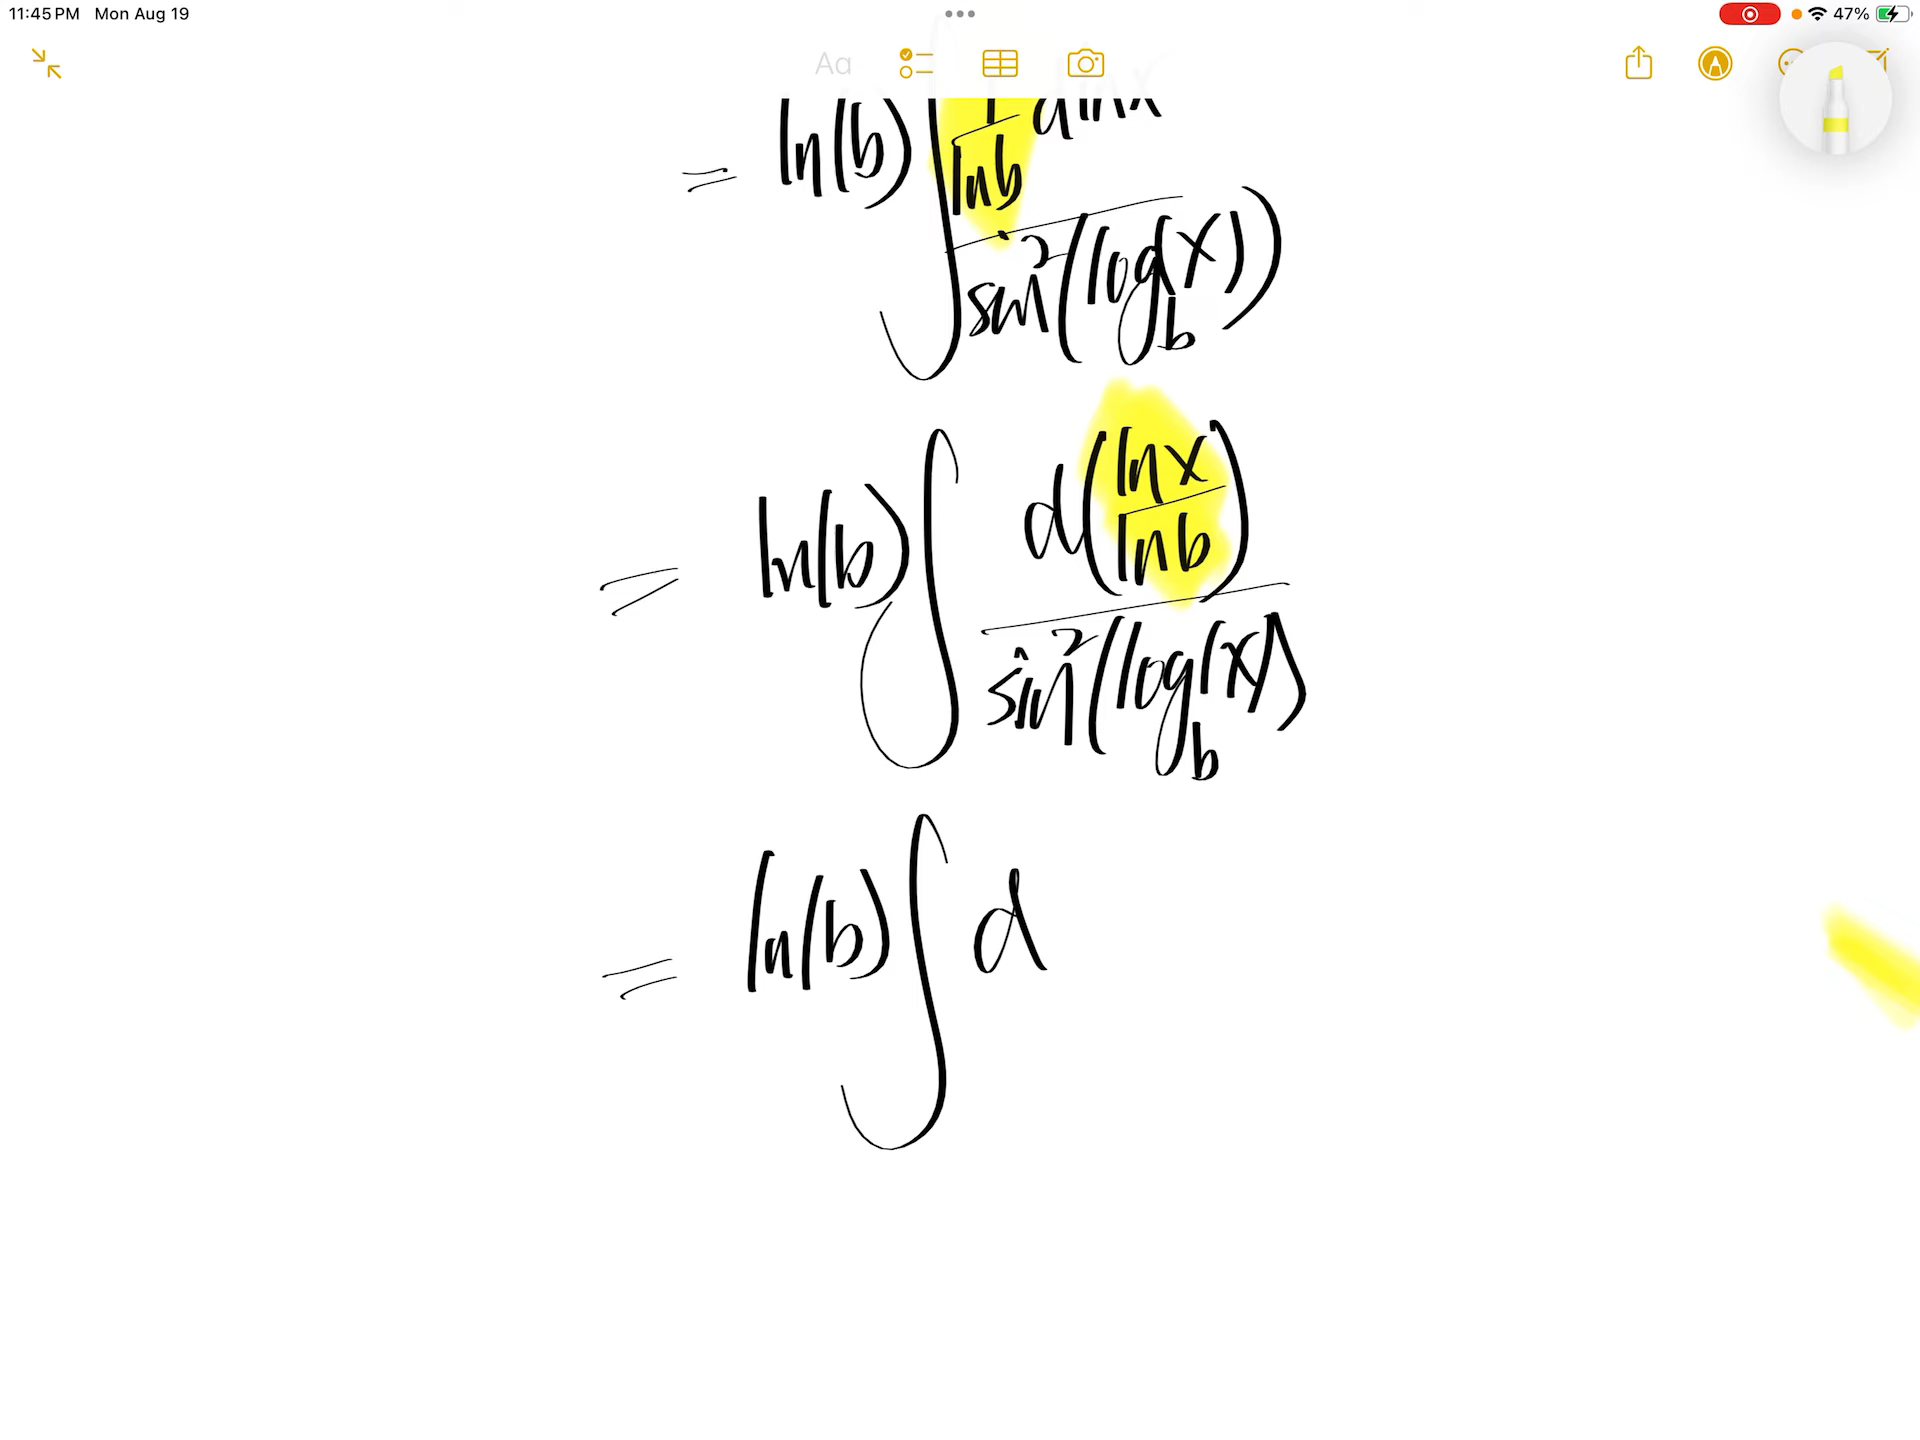 11:45 PM Mon Aug 19 47%
Aa
= ln(b) ∫ 1/lnb d lnx / sin²(log_b(x))
= ln(b) ∫ d(lnx/lnb) / sin²(log_b(x))
= ln(b) ∫ d